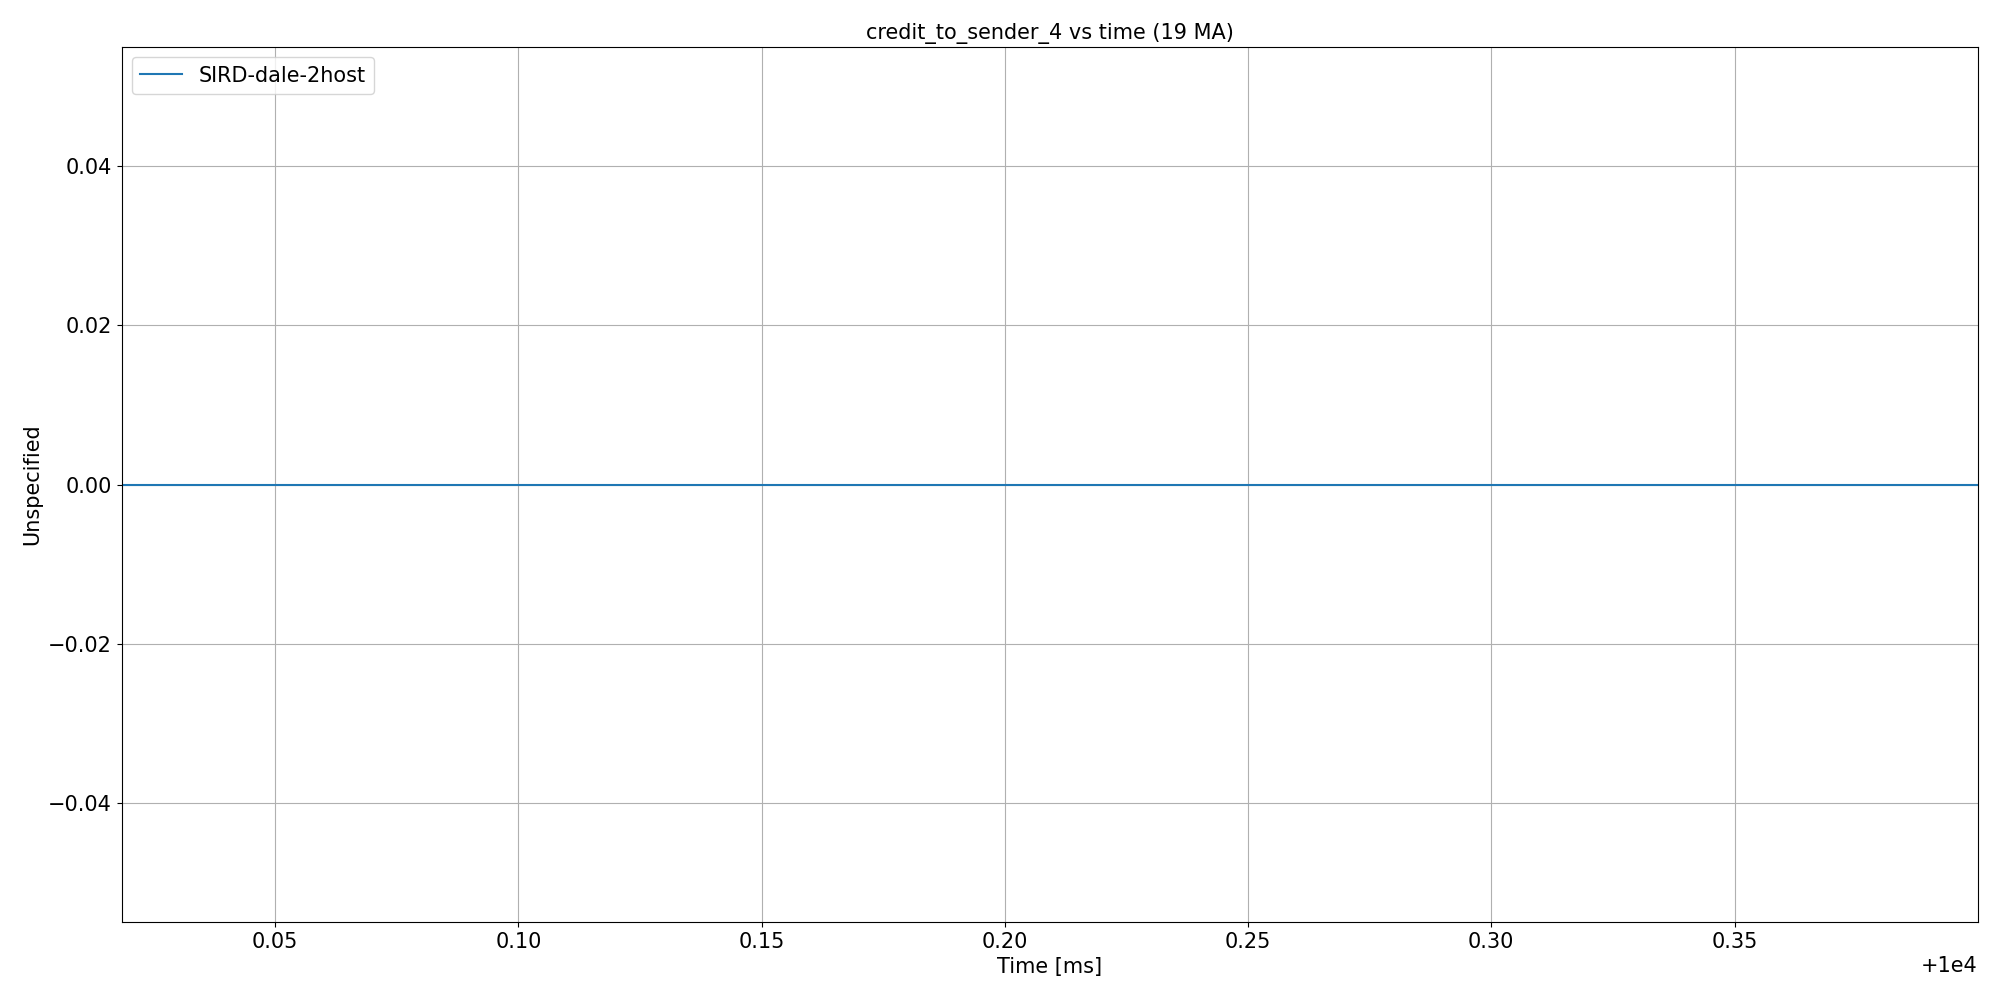 credit_to_sender_4 vs time (19 MA)
SIRD-dale-2host
0.04
0.02
0.00
−0.02
−0.04
Unspecified
0.05 0.10 0.15 0.20 0.25 0.30 0.35
Time [ms]
+1e4